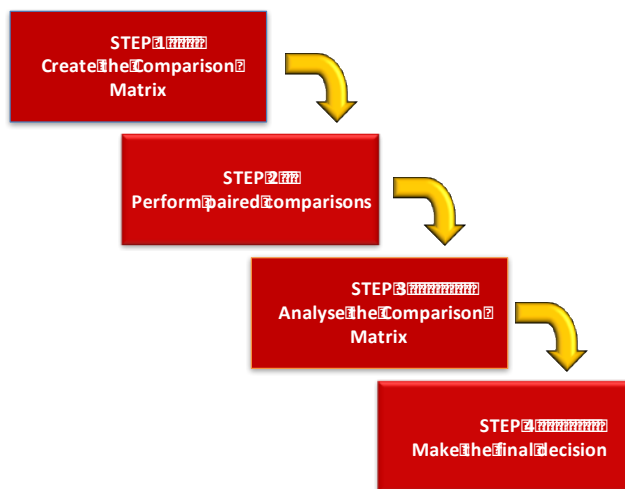 STEP 1
Create the Comparison
Matrix
STEP 2
Perform paired comparisons
STEP 3
Analyse the Comparison
Matrix
STEP 4
Make the final decision